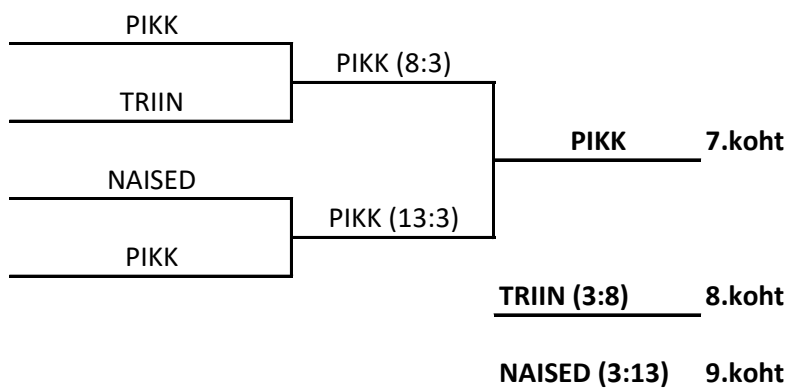 PIKK
PIKK (8:3)
TRIIN
PIKK 7.koht
NAISED
PIKK (13:3)
PIKK
TRIIN (3:8) 8.koht
NAISED (3:13) 9.koht